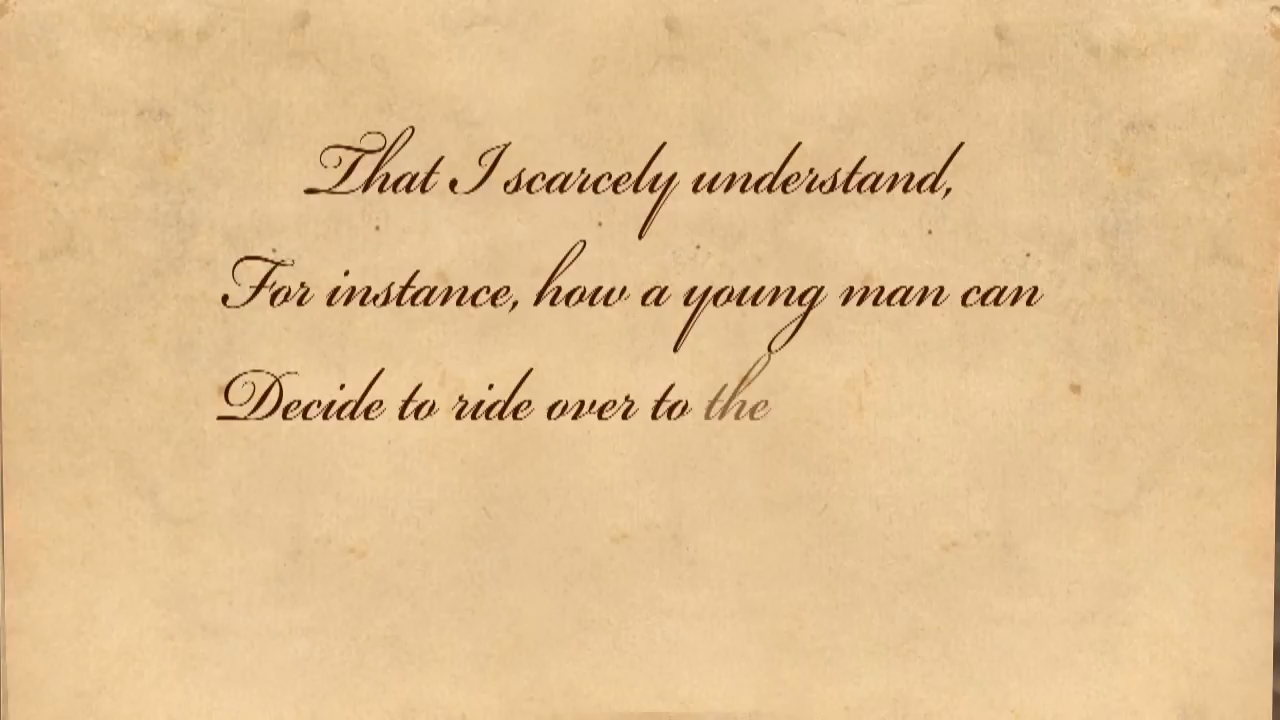 That I scarcely understand,
For instance, how a young man can
Decide to ride over to the